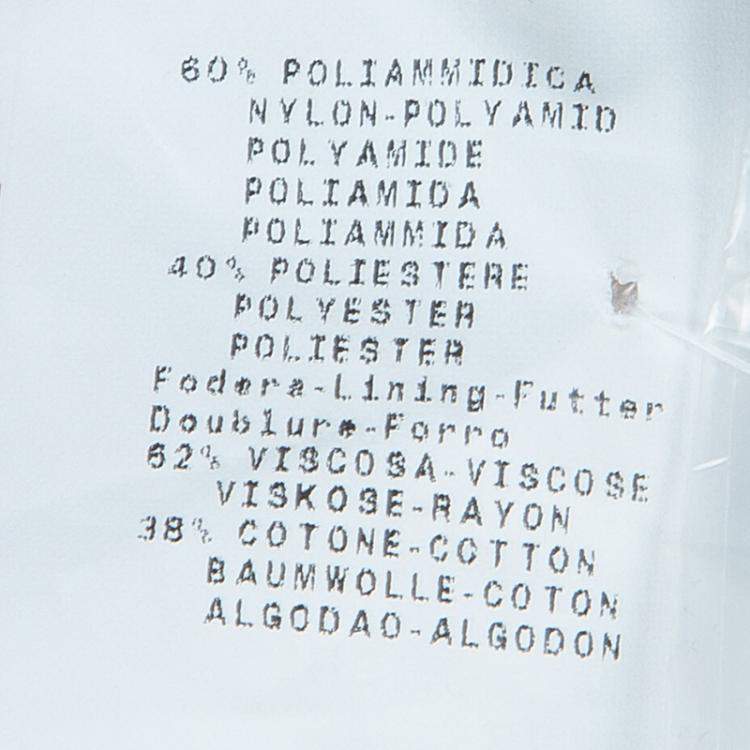 60% POLIAMMIDICA
NYLON-POLYAMID
POLYAMIDE
POLIAMIDA
POLIAMMIDA
40% POLIESTERE
POLYESTER
POLIESTER
Fodera-Lining-Futter
Doublure-Forro
62% VISCOSA-VISCOSE
VISKOSE-RAYON
38% COTONE-COTTON
BAUMWOLLE-COTON
ALGODAO-ALGODON